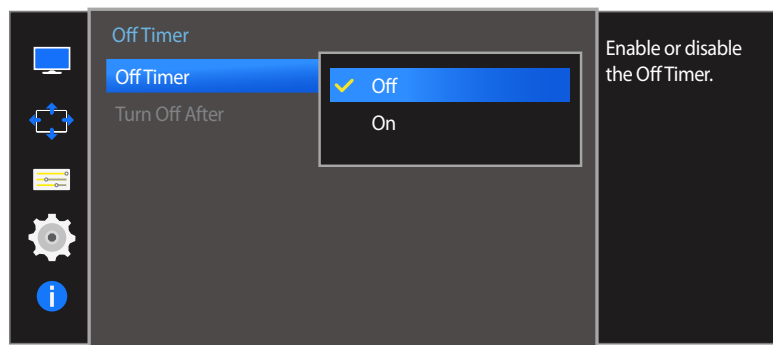 Off Timer
Off Timer
Off
Turn Off After
On
Enable or disable
the Off Timer.